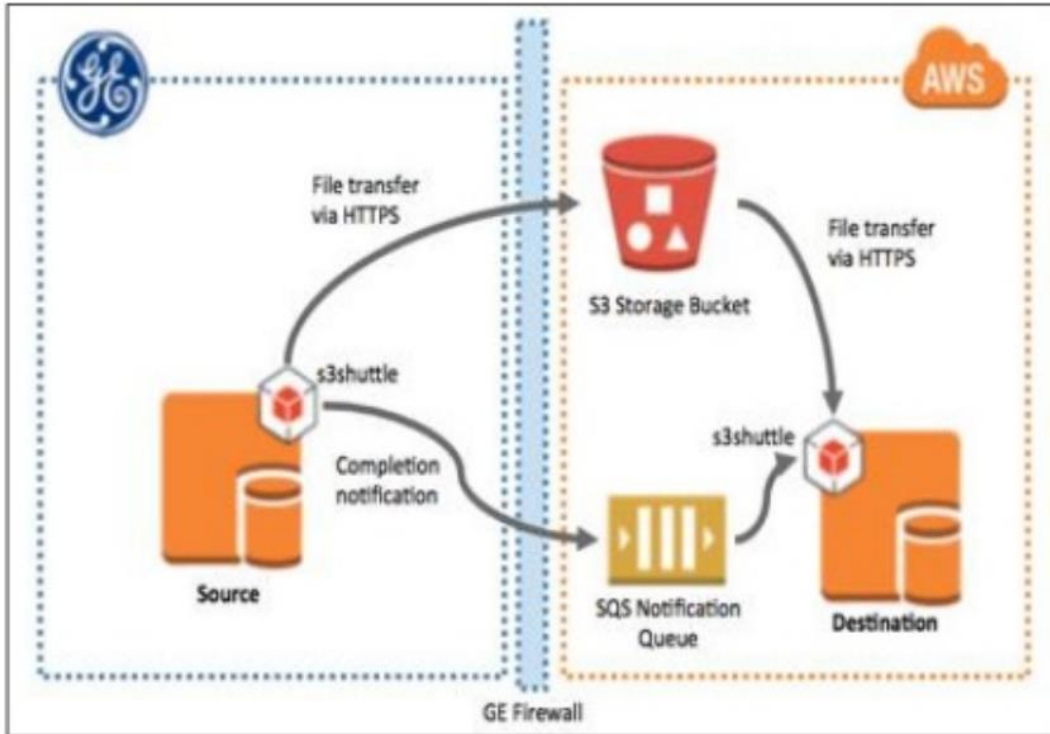 GE
AWS
File transfer
via HTTPS
S3 Storage Bucket
File transfer
via HTTPS
s3shuttle
Completion
notification
Source
s3shuttle
SQS Notification
Queue
Destination
GE Firewall